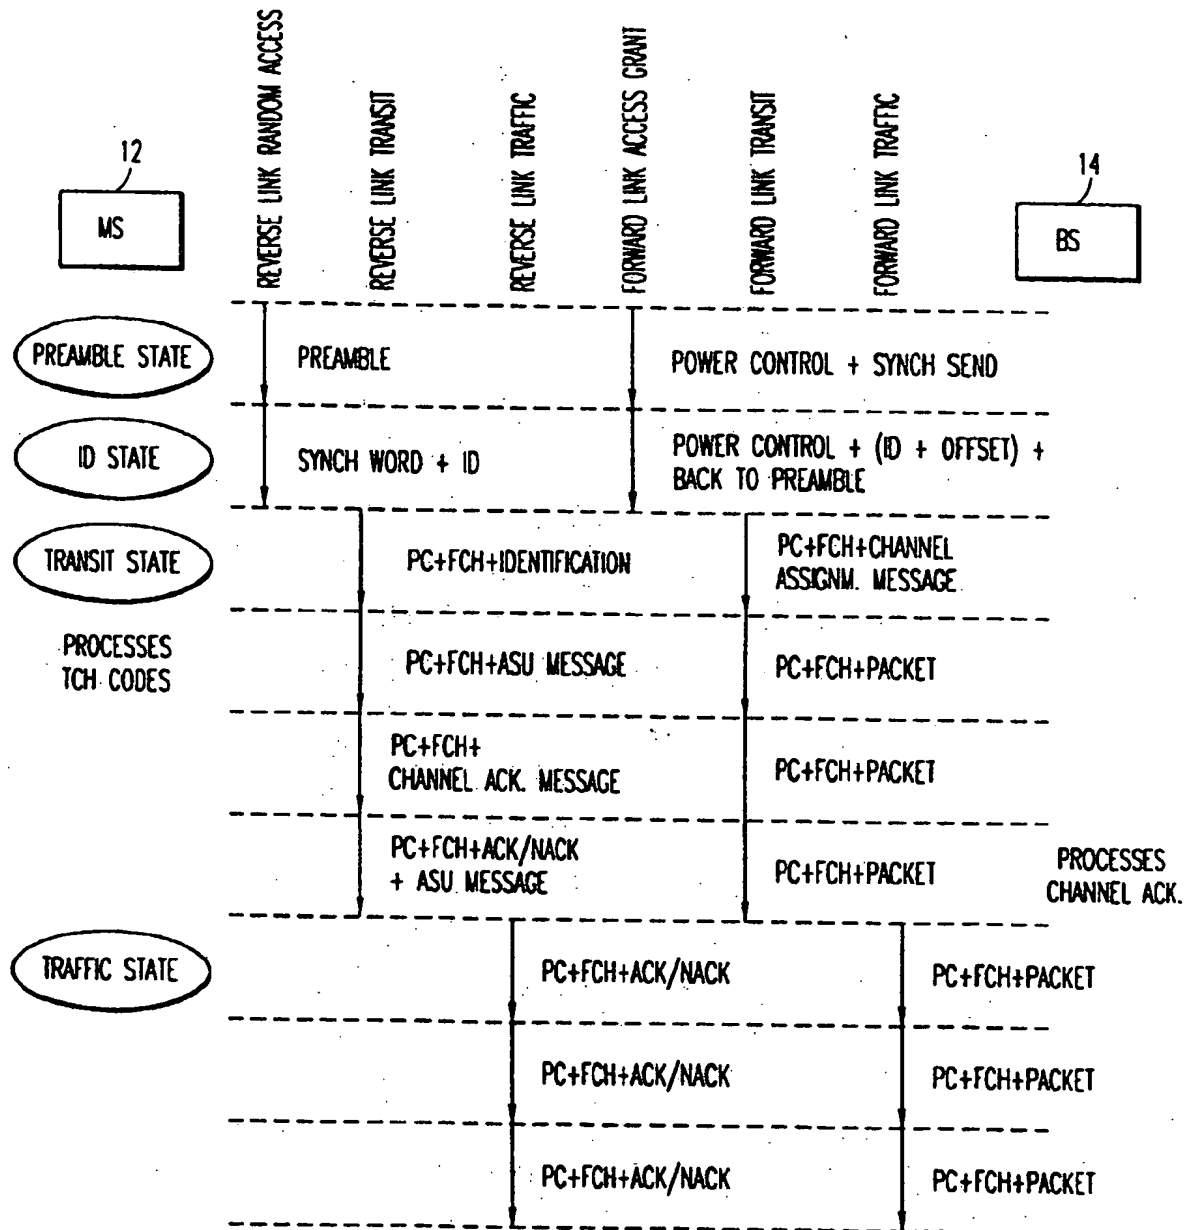 REVERSE LINK RANDOM ACCESS
REVERSE LINK TRANSIT
REVERSE LINK TRAFFIC
FORWARD LINK ACCESS GRANT
FORWARD LINK TRANSIT
FORWARD LINK TRAFFIC
12
MS
14
BS
PREAMBLE STATE
PREAMBLE
POWER CONTROL + SYNCH SEND
ID STATE
SYNCH WORD + ID
POWER CONTROL + (ID + OFFSET) +
BACK TO PREAMBLE
TRANSIT STATE
PC+FCH+IDENTIFICATION
PC+FCH+CHANNEL
ASSIGNM. MESSAGE
PROCESSES
TCH CODES
PC+FCH+ASU MESSAGE
PC+FCH+PACKET
PC+FCH+
CHANNEL ACK. MESSAGE
PC+FCH+PACKET
PC+FCH+ACK/NACK
+ ASU MESSAGE
PC+FCH+PACKET
PROCESSES
CHANNEL ACK.
TRAFFIC STATE
PC+FCH+ACK/NACK
PC+FCH+PACKET
PC+FCH+ACK/NACK
PC+FCH+PACKET
PC+FCH+ACK/NACK
PC+FCH+PACKET